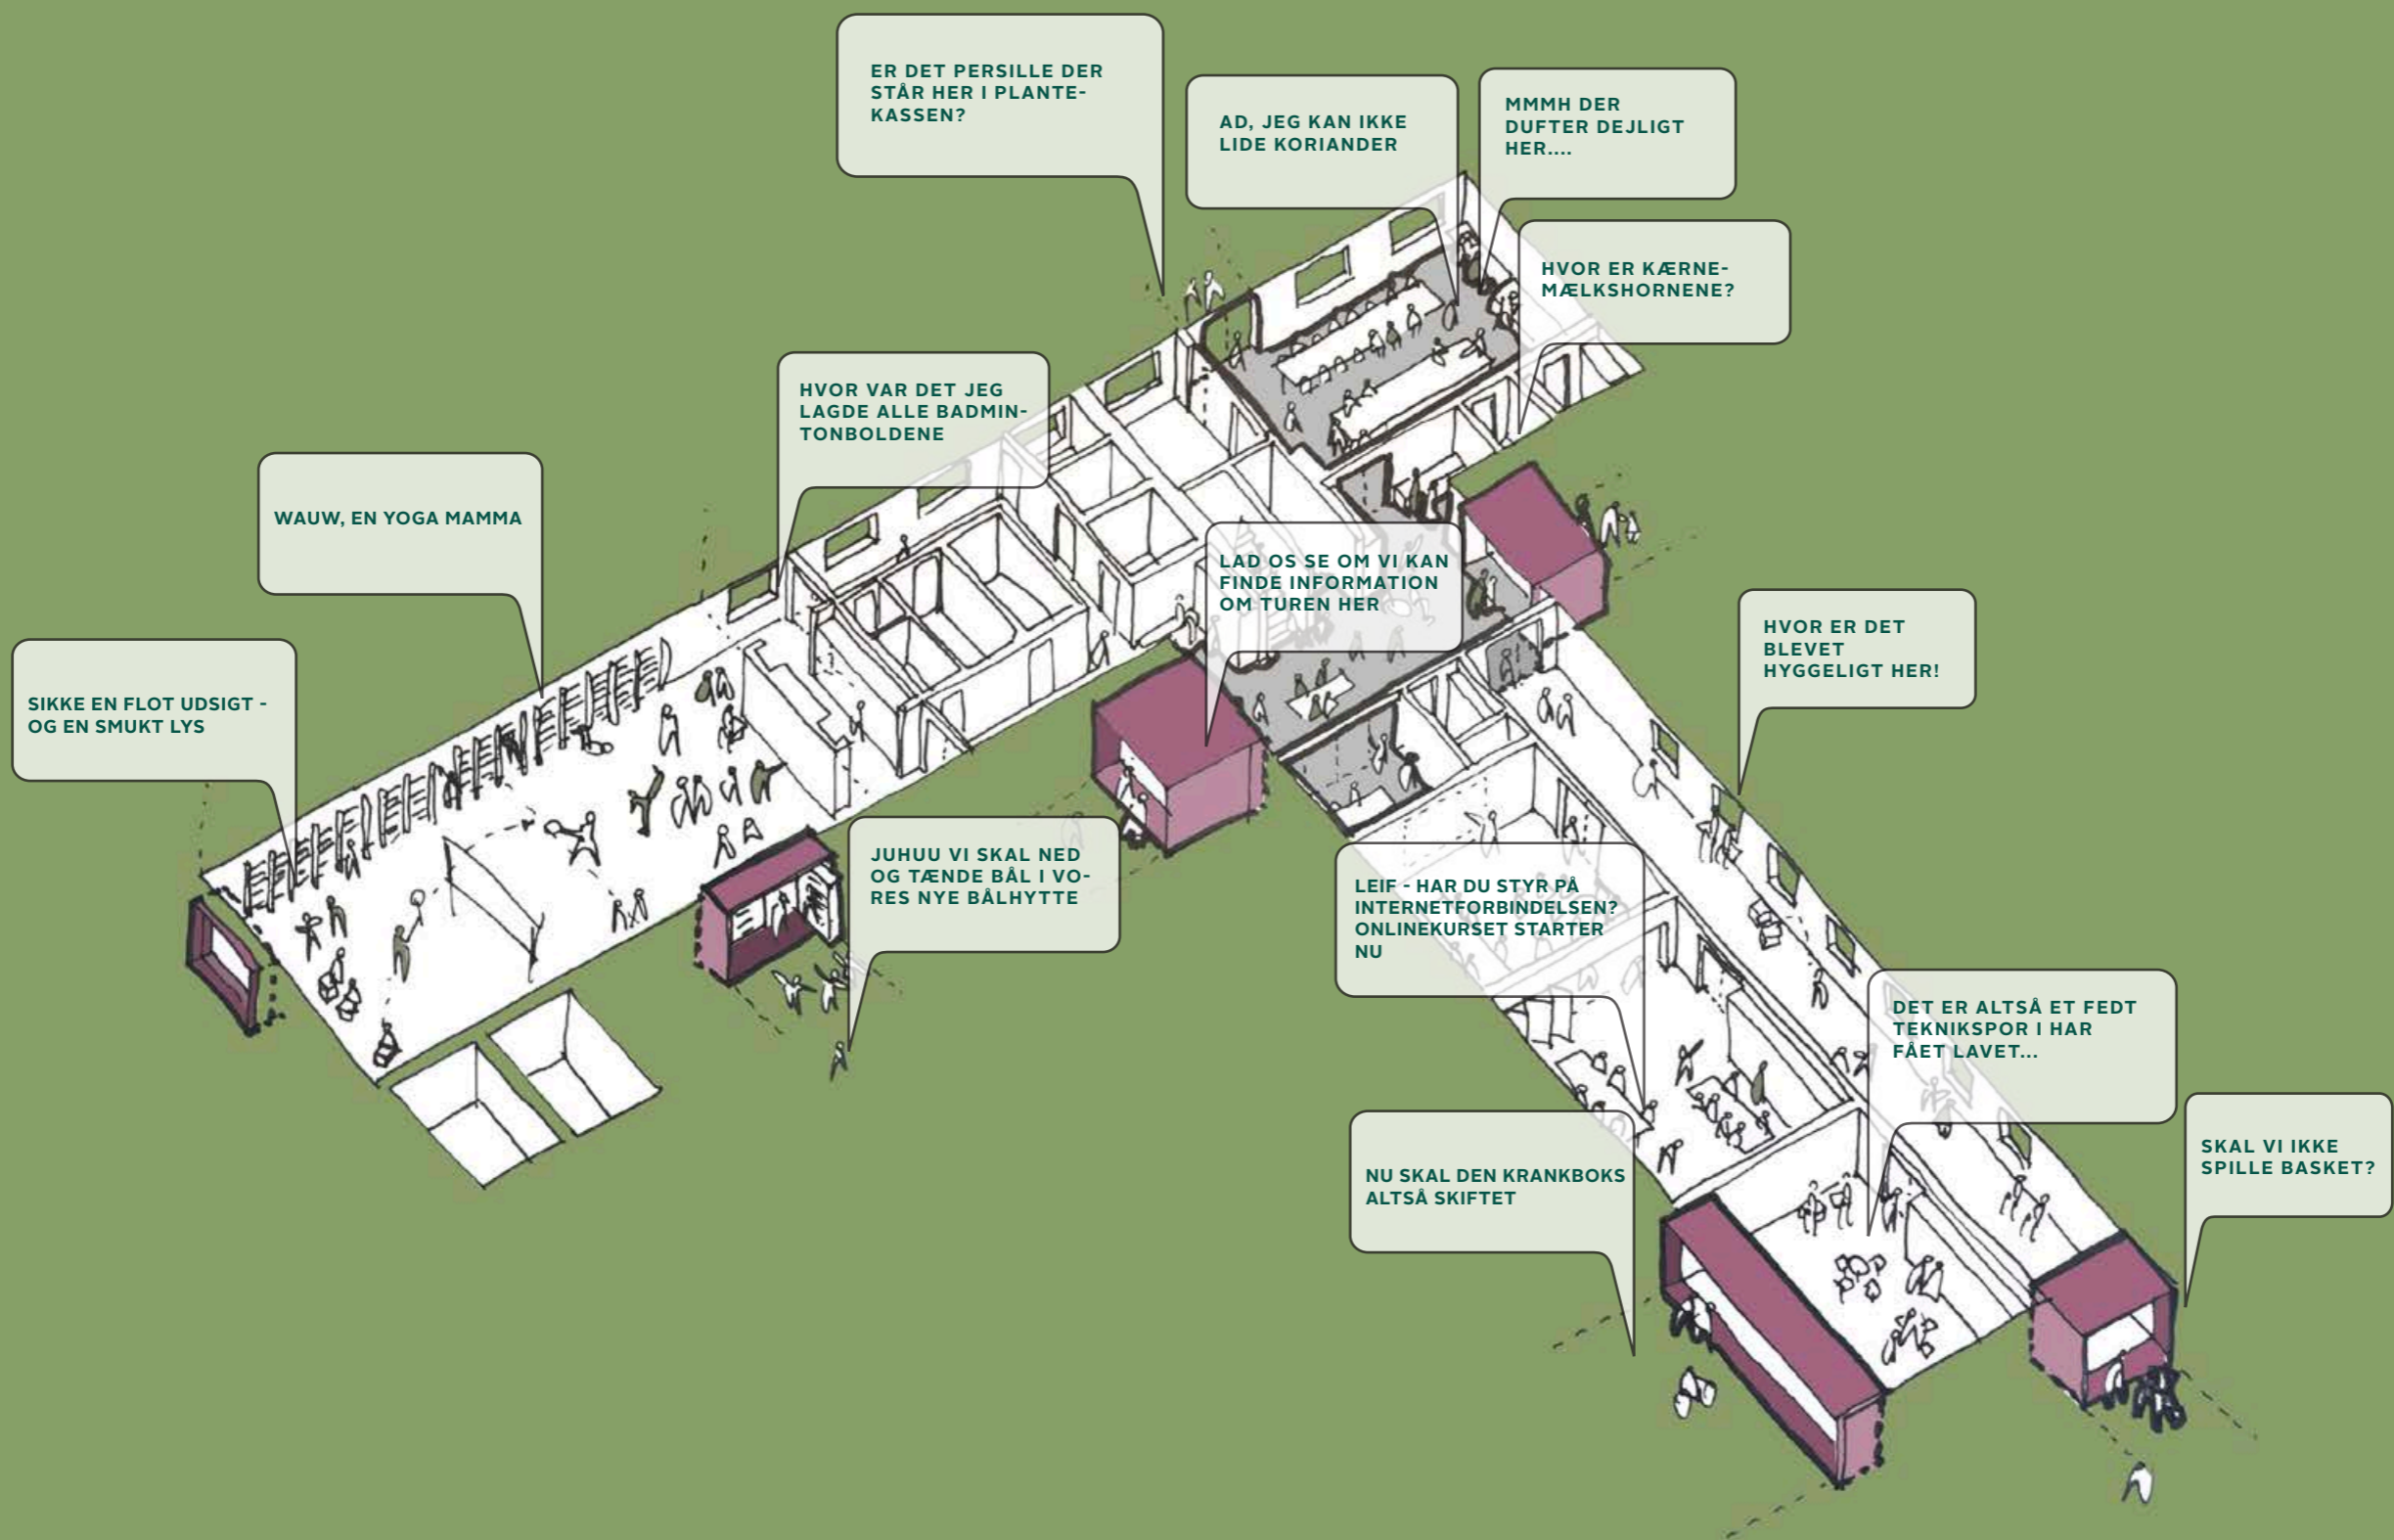 ER DET PERSILLE DER
STÅR HER I PLANTE-
KASSEN?
AD, JEG KAN IKKE
LIDE KORIANDER
MMMH DER
DUFTER DEJLIGT
HER....
HVOR ER KÆRNE-
MÆLKSHORNENE?
HVOR VAR DET JEG
LAGDE ALLE BADMIN-
TONBOLDENE
WAUW, EN YOGA MAMMA
LAD OS SE OM VI KAN
FINDE INFORMATION
OM TUREN HER
HVOR ER DET
BLEVET
HYGGELIGT HER!
SIKKE EN FLOT UDSIGT -
OG EN SMUKT LYS
JUHUU VI SKAL NED
OG TÆNDE BÅL I VO-
RES NYE BÅLHYTTE
LEIF - HAR DU STYR PÅ
INTERNETFORBINDELSEN?
ONLINEKURSET STARTER
NU
DET ER ALTSÅ ET FEDT
TEKNIKSPOR I HAR
FÅET LAVET...
NU SKAL DEN KRANKBOKS
ALTSÅ SKIFTET
SKAL VI IKKE
SPILLE BASKET?